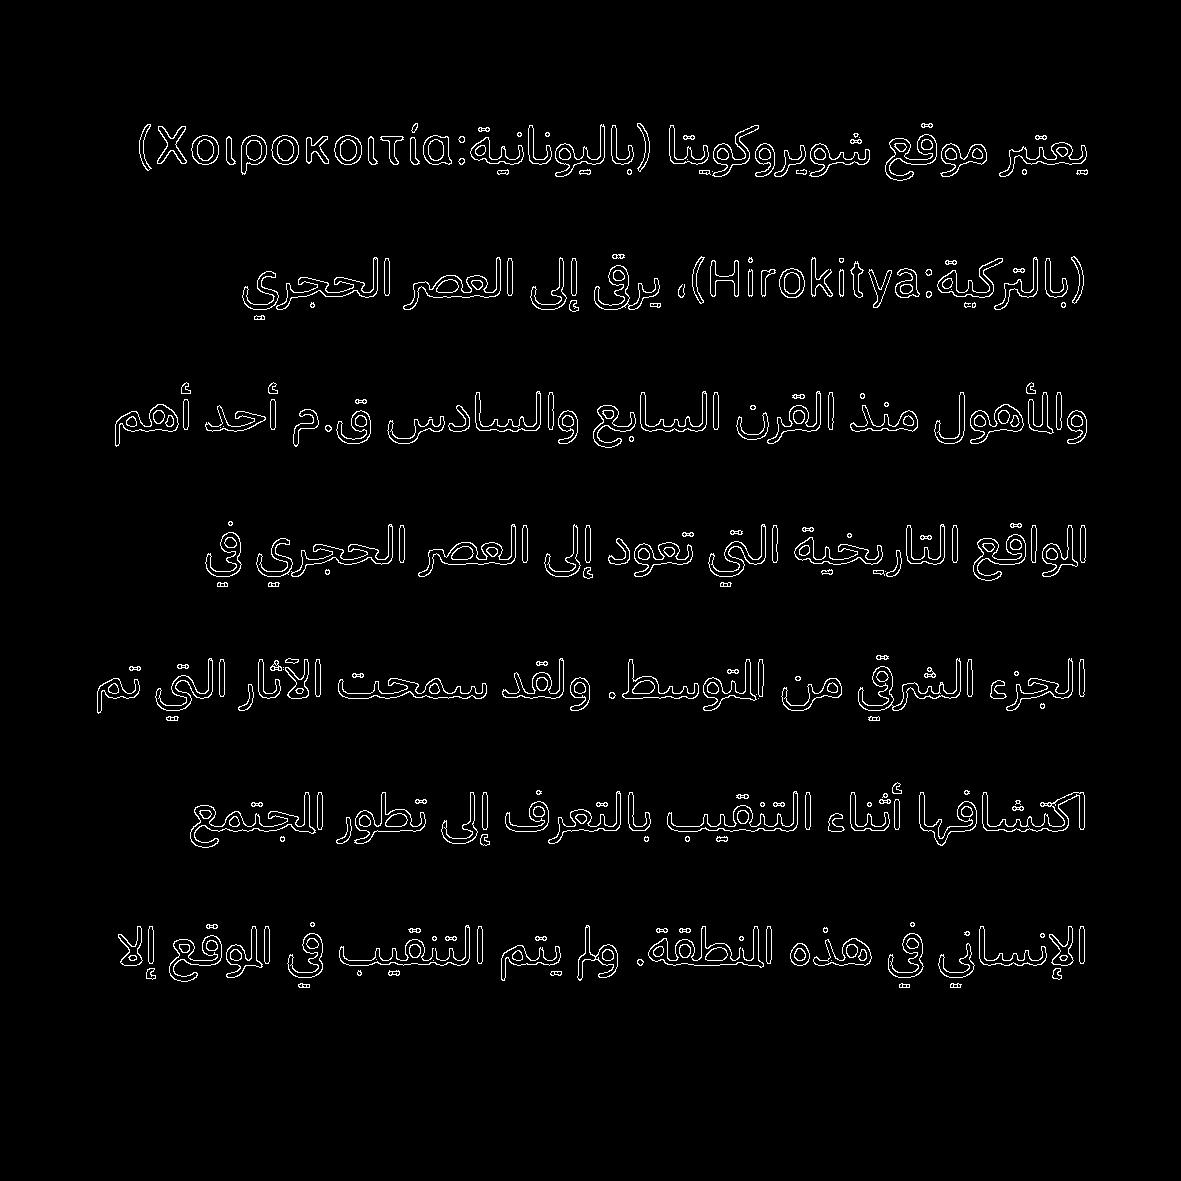 يعتبر موقع شويروكويتا (باليونانية:Χοιροκοιτία)
(بالتركية:Hirokitya)، يرقى إلى العصر الحجري
والمأهول منذ القرن السابع والسادس ق.م أحد أهم
المواقع التاريخية التي تعود إلى العصر الحجري في
الجزء الشرقي من المتوسط. ولقد سمحت الآثار التي تم
اكتشافها أثناء التنقيب بالتعرف إلى تطور المجتمع
الإنساني في هذه المنطقة. ولم يتم التنقيب في الموقع إلا